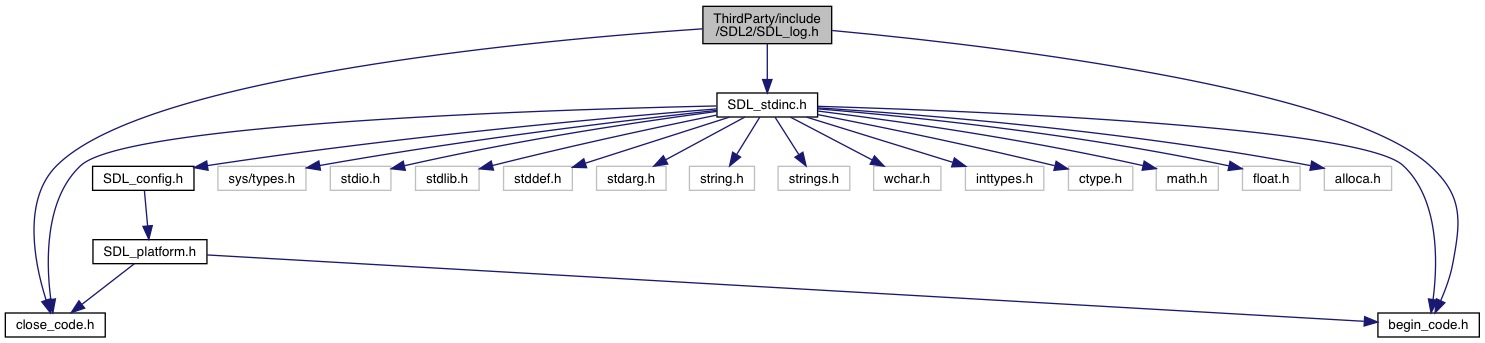 ThirdParty/include
/SDL2/SDL_log.h
SDL_stdinc.h
SDL_config.h
sys/types.h
stdio.h
stdlib.h
stddef.h
stdarg.h
string.h
strings.h
wchar.h
inttypes.h
ctype.h
math.h
float.h
alloca.h
SDL_platform.h
close_code.h
begin_code.h